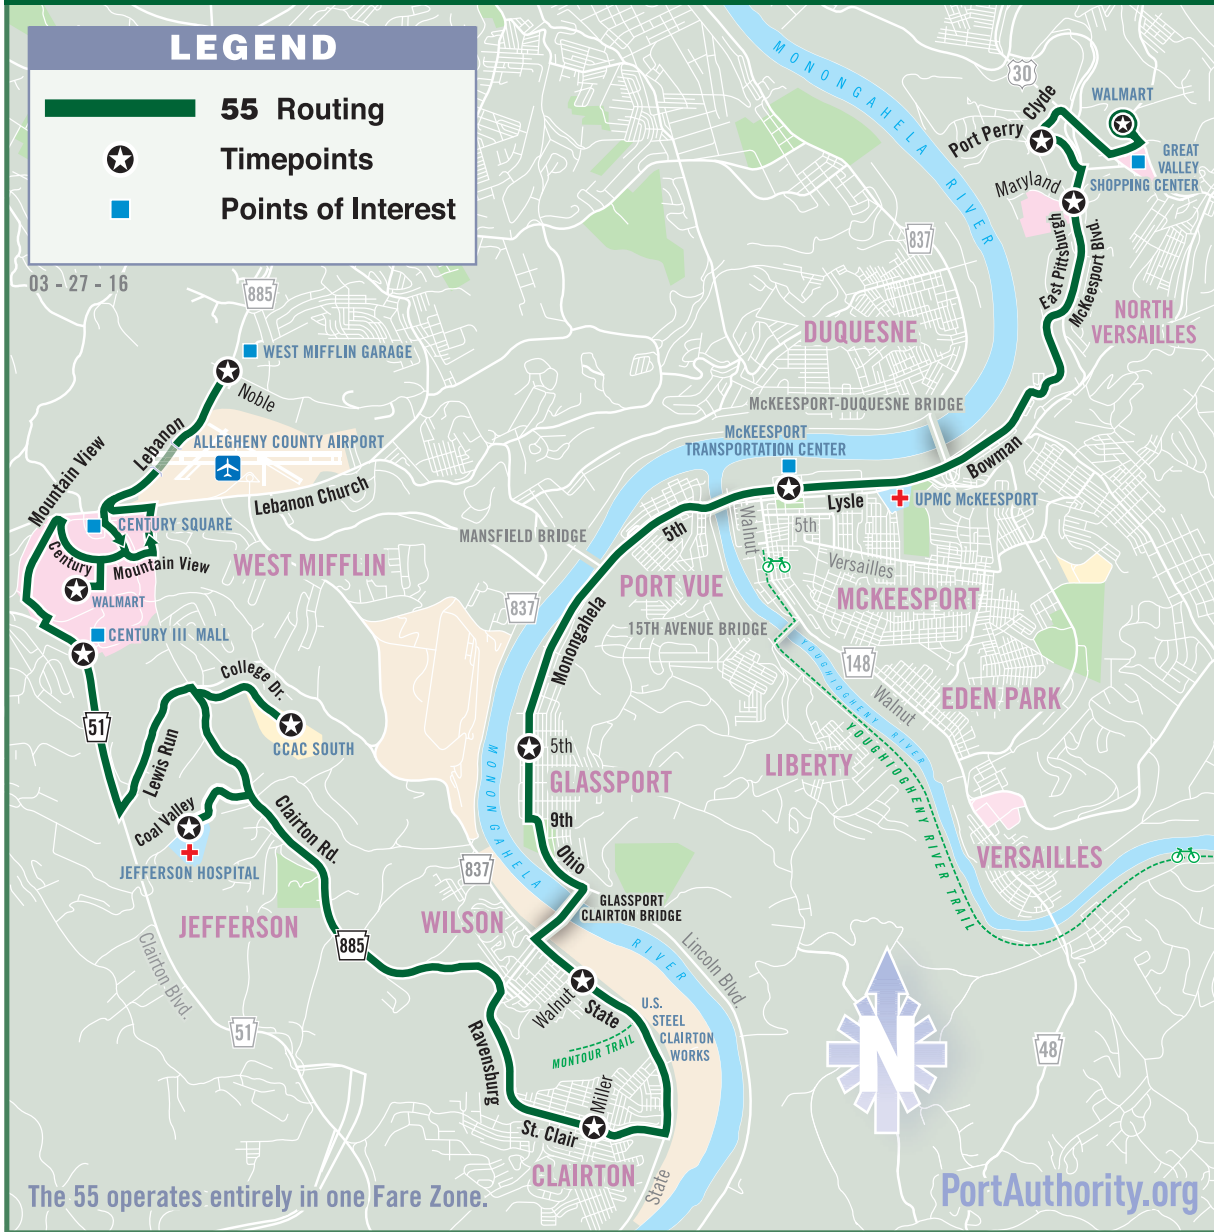 LEGEND
55 Routing
Timepoints
Points of Interest
03 - 27 - 16
MONONGAHELA RIVER
30
Clyde
WALMART
Port Perry
GREAT
VALLEY
SHOPPING CENTER
Maryland
837
East Pittsburgh
McKeesport Blvd.
NORTH
VERSAILLES
DUQUESNE
885
WEST MIFFLIN GARAGE
Noble
Lebanon
ALLEGHENY COUNTY AIRPORT
Lebanon Church
Mountain View
CENTURY SQUARE
Century
Mountain View
WALMART
WEST MIFFLIN
CENTURY III MALL
McKEESPORT-DUQUESNE BRIDGE
McKEESPORT
TRANSPORTATION CENTER
Bowman
Lysle
UPMC McKEESPORT
5th
Walnut
5th
Versailles
MANSFIELD BRIDGE
PORT VUE
MCKEESPORT
837
15TH AVENUE BRIDGE
Monongahela
148
YOUGHIOGHENY RIVER
Walnut
EDEN PARK
College Dr.
CCAC SOUTH
51
Lewis Run
5th
GLASSPORT
LIBERTY
YOUGHIOGHENY RIVER TRAIL
MONONGAHELA
Coal Valley
JEFFERSON HOSPITAL
Clairton Rd.
9th
Ohio
VERSAILLES
837
GLASSPORT
CLAIRTON BRIDGE
JEFFERSON
WILSON
885
RIVER
Lincoln Blvd.
Clairton Blvd.
51
Walnut
State
U.S.
STEEL
CLAIRTON
WORKS
MONTOUR TRAIL
Ravensburg
Miller
St. Clair
CLAIRTON
State
N
48
The 55 operates entirely in one Fare Zone.
PortAuthority.org